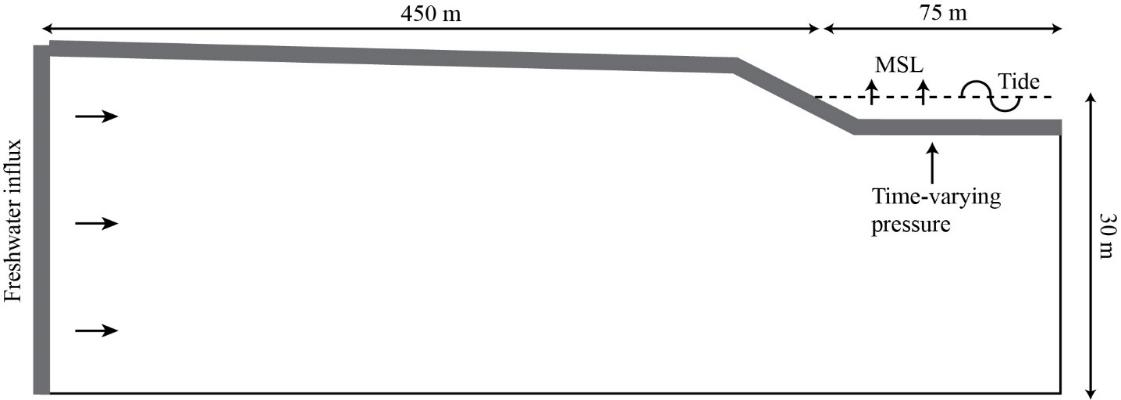 450 m
75 m
MSL
Tide
Time-varying
pressure
Freshwater influx
30 m